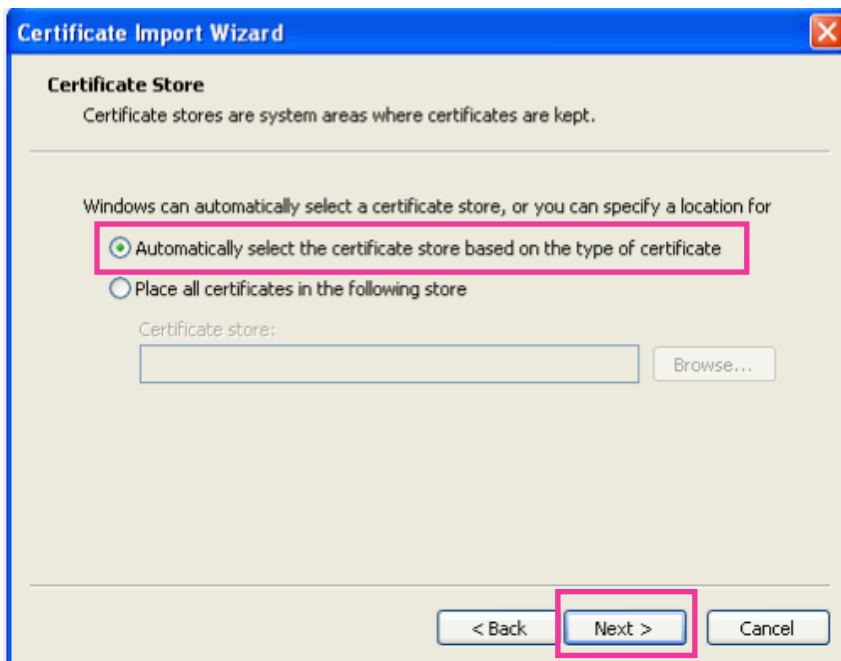 Certificate Import Wizard
Certificate Store
Certificate stores are system areas where certificates are kept.
Windows can automatically select a certificate store, or you can specify a location for
Automatically select the certificate store based on the type of certificate
Place all certificates in the following store
Certificate store:
Browse...
< Back Next > Cancel